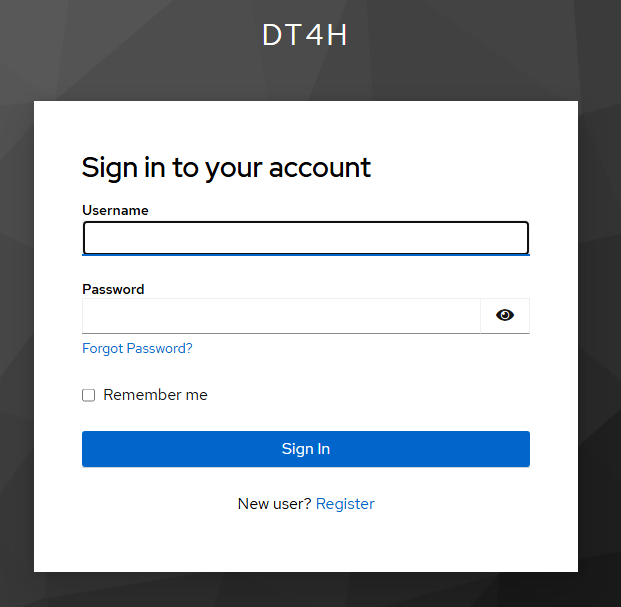 DT4H
Sign in to your account
Username
Password
Forgot Password?
Remember me
Sign In
New user? Register